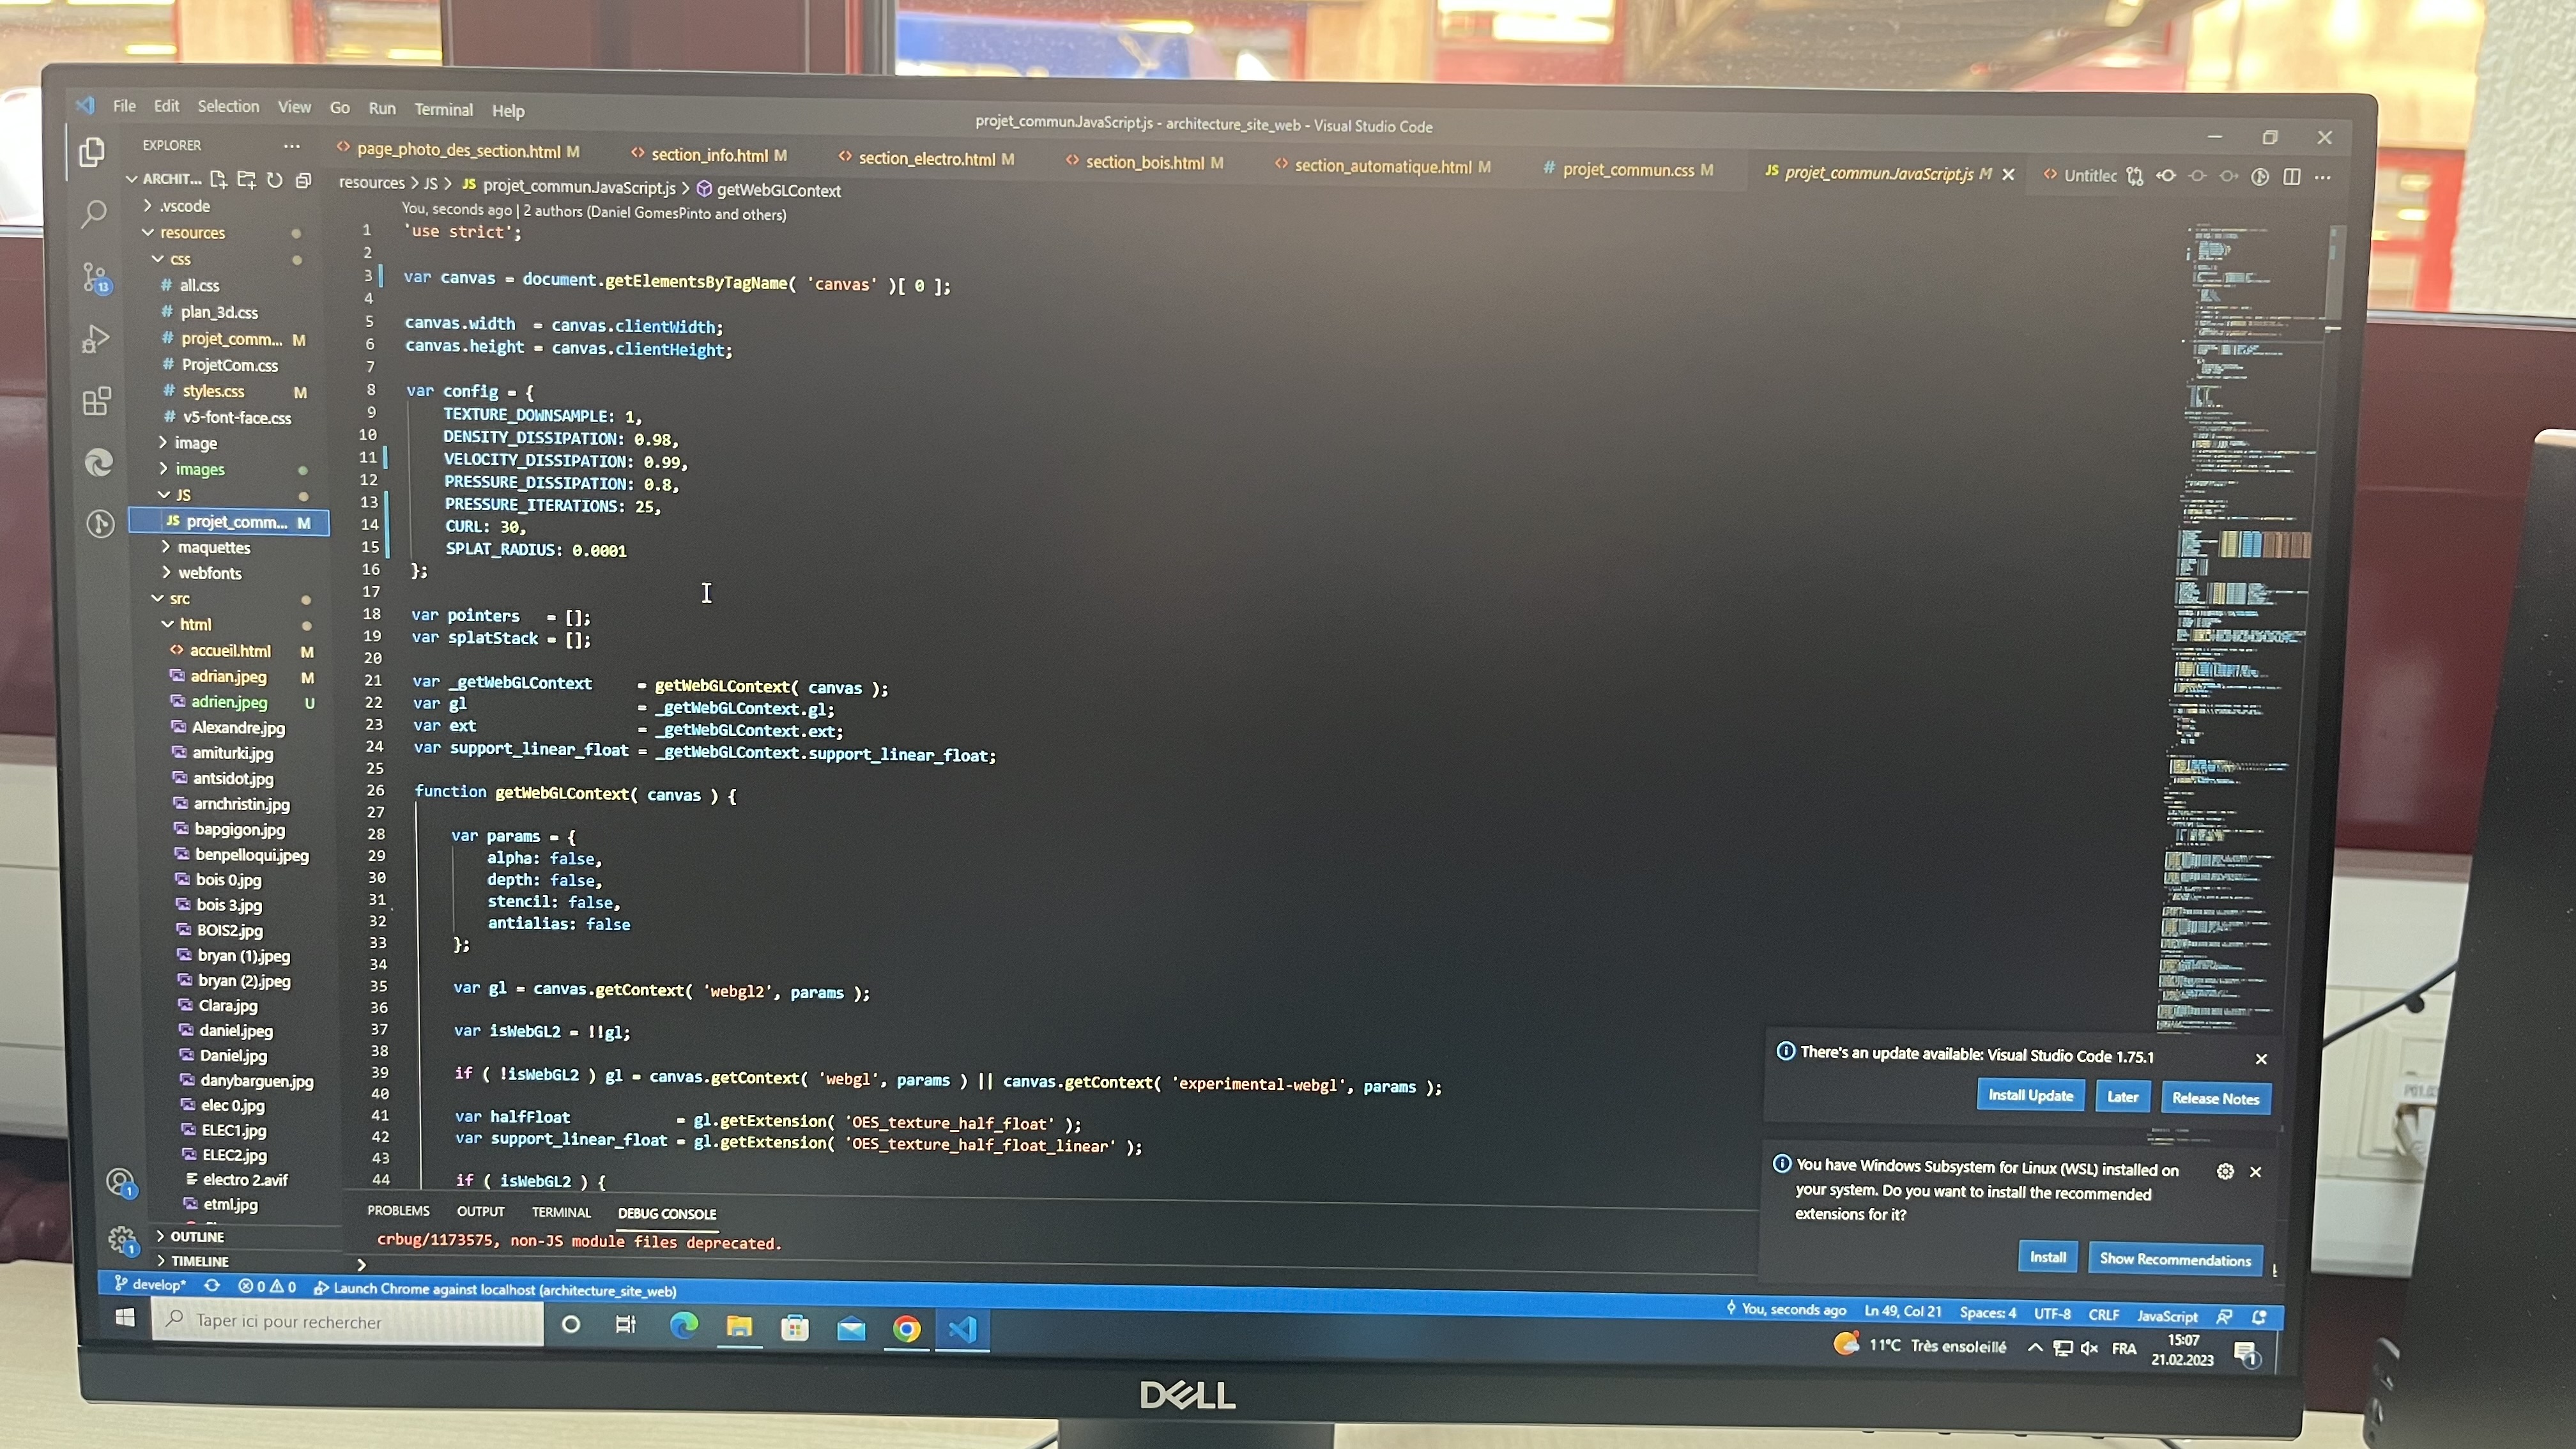 File Edit Selection View Go Run Terminal Help
projet_commun.JavaScript.js - architecture_site_web - Visual Studio Code
EXPLORER
ARCHIT...
.vscode
resources
css
# all.css
# plan_3d.css
# projet_comm... M
# ProjetCom.css
# styles.css M
# v5-font-face.css
image
images
JS
JS projet_comm... M
maquettes
webfonts
src
html
<> accueil.html M
adrian.jpeg M
adrien.jpeg U
Alexandre.jpg
amiturki.jpg
antsidot.jpg
arnchristin.jpg
bapgigon.jpg
benpelloqui.jpeg
bois 0.jpg
bois 3.jpg
BOIS2.jpg
bryan (1).jpeg
bryan (2).jpeg
Clara.jpg
daniel.jpeg
Daniel.jpg
danybarguen.jpg
elec 0.jpg
ELEC1.jpg
ELEC2.jpg
electro 2.avif
etml.jpg
OUTLINE
TIMELINE
13
1
1
<> page_photo_des_section.html M <> section_info.html M <> section_electro.html M <> section_bois.html M <> section_automatique.html M # projet_commun.css M JS projet_commun.JavaScript.js M <> Untitlec
resources > JS > JS projet_commun.JavaScript.js > getWebGLContext
You, seconds ago | 2 authors (Daniel GomesPinto and others)
1 'use strict';
2
3 var canvas = document.getElementsByTagName( 'canvas' )[ 0 ];
4
5 canvas.width = canvas.clientWidth;
6 canvas.height = canvas.clientHeight;
7
8 var config = {
9 TEXTURE_DOWNSAMPLE: 1,
10 DENSITY_DISSIPATION: 0.98,
11 VELOCITY_DISSIPATION: 0.99,
12 PRESSURE_DISSIPATION: 0.8,
13 PRESSURE_ITERATIONS: 25,
14 CURL: 30,
15 SPLAT_RADIUS: 0.0001
16 };
17
18 var pointers = [];
19 var splatStack = [];
20
21 var _getWebGLContext = getWebGLContext( canvas );
22 var gl = _getWebGLContext.gl;
23 var ext = _getWebGLContext.ext;
24 var support_linear_float = _getWebGLContext.support_linear_float;
25
26 function getWebGLContext( canvas ) {
27
28 var params = {
29 alpha: false,
30 depth: false,
31 stencil: false,
32 antialias: false
33 };
34
35 var gl = canvas.getContext( 'webgl2', params );
36
37 var isWebGL2 = !!gl;
38
39 if ( !isWebGL2 ) gl = canvas.getContext( 'webgl', params ) || canvas.getContext( 'experimental-webgl', params );
40
41 var halfFloat = gl.getExtension( 'OES_texture_half_float' );
42 var support_linear_float = gl.getExtension( 'OES_texture_half_float_linear' );
43
44 if ( isWebGL2 ) {
PROBLEMS OUTPUT TERMINAL DEBUG CONSOLE
crbug/1173575, non-JS module files deprecated.
There's an update available: Visual Studio Code 1.75.1
Install Update Later Release Notes
You have Windows Subsystem for Linux (WSL) installed on
your system. Do you want to install the recommended
extensions for it?
Install Show Recommendations
develop* 0 0 Launch Chrome against localhost (architecture_site_web)
You, seconds ago Ln 49, Col 21 Spaces: 4 UTF-8 CRLF JavaScript
Taper ici pour rechercher
11°C Très ensoleillé FRA 15:07
21.02.2023
1
DELL